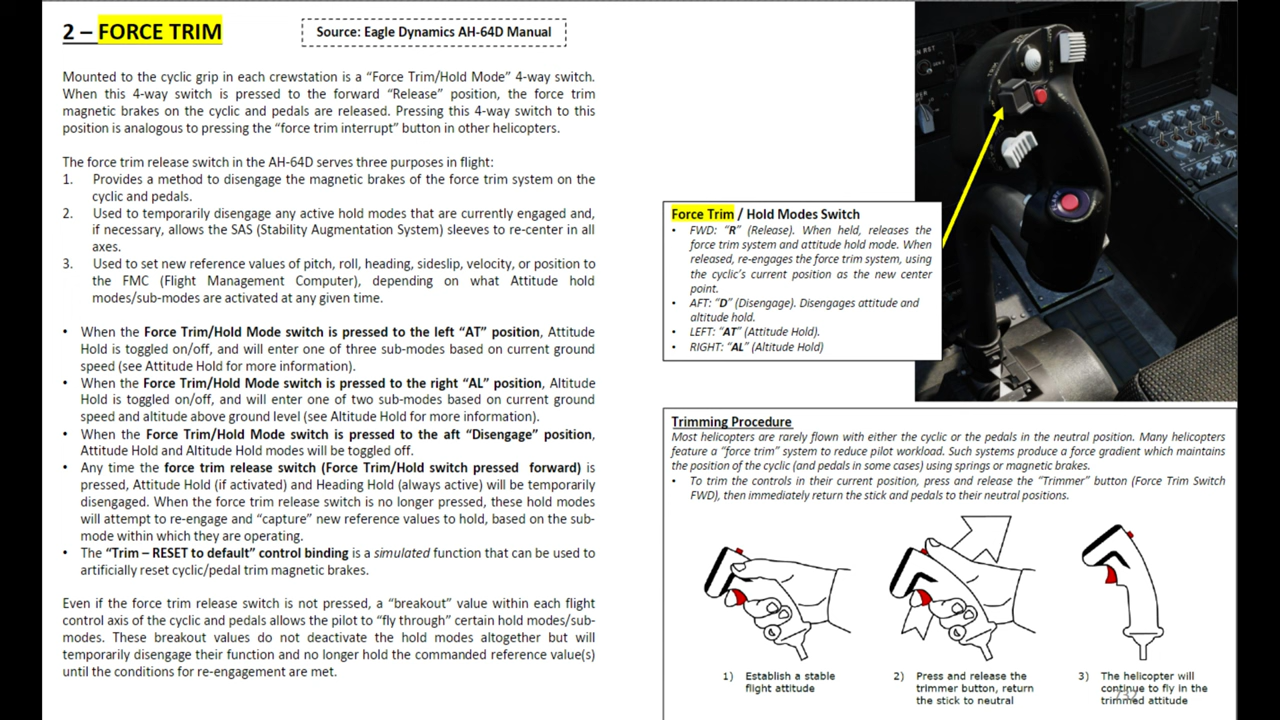 2 – FORCE TRIM
Source: Eagle Dynamics AH-64D Manual
Mounted to the cyclic grip in each crewstation is a “Force Trim/Hold Mode” 4-way switch.
When this 4-way switch is pressed to the forward “Release” position, the force trim
magnetic brakes on the cyclic and pedals are released. Pressing this 4-way switch to this
position is analogous to pressing the “force trim interrupt” button in other helicopters.
The force trim release switch in the AH-64D serves three purposes in flight:
1. Provides a method to disengage the magnetic brakes of the force trim system on the
cyclic and pedals.
2. Used to temporarily disengage any active hold modes that are currently engaged and,
if necessary, allows the SAS (Stability Augmentation System) sleeves to re-center in all
axes.
3. Used to set new reference values of pitch, roll, heading, sideslip, velocity, or position to
the FMC (Flight Management Computer), depending on what Attitude hold
modes/sub-modes are activated at any given time.
• When the Force Trim/Hold Mode switch is pressed to the left “AT” position, Attitude
Hold is toggled on/off, and will enter one of three sub-modes based on current ground
speed (see Attitude Hold for more information).
• When the Force Trim/Hold Mode switch is pressed to the right “AL” position, Altitude
Hold is toggled on/off, and will enter one of two sub-modes based on current ground
speed and altitude above ground level (see Altitude Hold for more information).
• When the Force Trim/Hold Mode switch is pressed to the aft “Disengage” position,
Attitude Hold and Altitude Hold modes will be toggled off.
• Any time the force trim release switch (Force Trim/Hold switch pressed forward) is
pressed, Attitude Hold (if activated) and Heading Hold (always active) will be temporarily
disengaged. When the force trim release switch is no longer pressed, these hold modes
will attempt to re-engage and “capture” new reference values to hold, based on the sub-
mode within which they are operating.
• The “Trim – RESET to default” control binding is a simulated function that can be used to
artificially reset cyclic/pedal trim magnetic brakes.
Even if the force trim release switch is not pressed, a “breakout” value within each flight
control axis of the cyclic and pedals allows the pilot to “fly through” certain hold modes/sub-
modes. These breakout values do not deactivate the hold modes altogether but will
temporarily disengage their function and no longer hold the commanded reference value(s)
until the conditions for re-engagement are met.
Force Trim / Hold Modes Switch
• FWD: “R” (Release). When held, releases the
force trim system and attitude hold mode. When
released, re-engages the force trim system, using
the cyclic’s current position as the new center
point.
• AFT: “D” (Disengage). Disengages attitude and
altitude hold.
• LEFT: “AT” (Attitude Hold).
• RIGHT: “AL” (Altitude Hold)
Trimming Procedure
Most helicopters are rarely flown with either the cyclic or the pedals in the neutral position. Many helicopters
feature a “force trim” system to reduce pilot workload. Such systems produce a force gradient which maintains
the position of the cyclic (and pedals in some cases) using springs or magnetic brakes.
• To trim the controls in their current position, press and release the “Trimmer” button (Force Trim Switch
FWD), then immediately return the stick and pedals to their neutral positions.
1) Establish a stable
flight attitude
2) Press and release the
trimmer button, return
the stick to neutral
3) The helicopter will
continue to fly in the
trimmed attitude